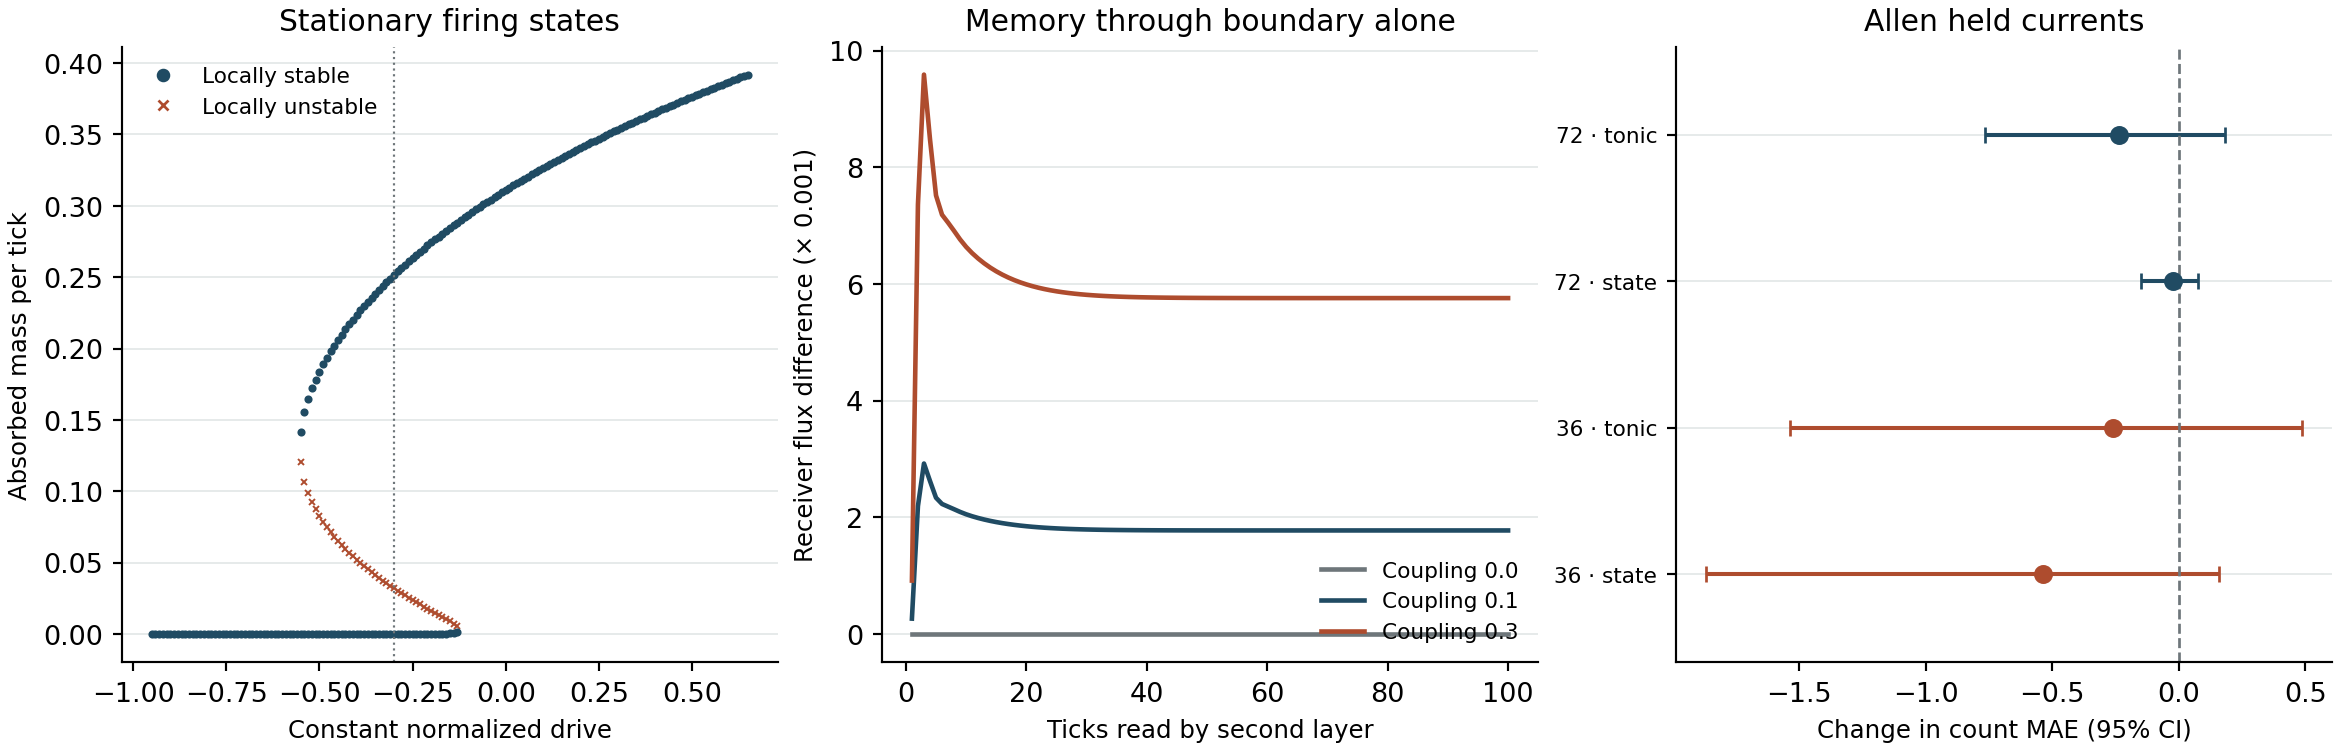 Stationary firing states
Absorbed mass per tick
0.40
0.35
0.30
0.25
0.20
0.15
0.10
0.05
0.00
Locally stable
Locally unstable
−1.00 −0.75 −0.50 −0.25 0.00 0.25 0.50
Constant normalized drive
Memory through boundary alone
Receiver flux difference (× 0.001)
10
8
6
4
2
0
Coupling 0.0
Coupling 0.1
Coupling 0.3
0 20 40 60 80 100
Ticks read by second layer
Allen held currents
72 · tonic
72 · state
36 · tonic
36 · state
−1.5 −1.0 −0.5 0.0 0.5
Change in count MAE (95% CI)